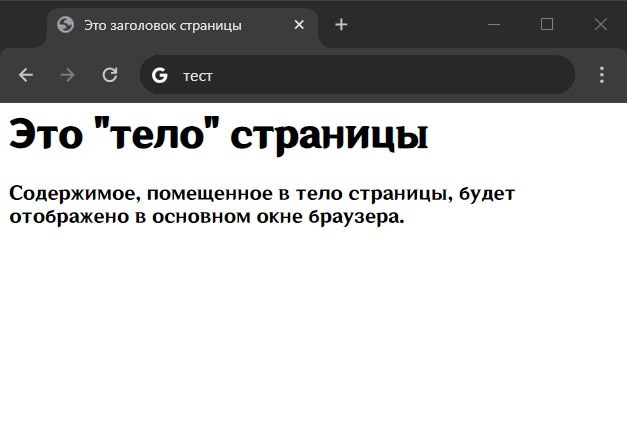 Это заголовок страницы
тест
Это "тело" страницы
Содержимое, помещенное в тело страницы, будет
отображено в основном окне браузера.